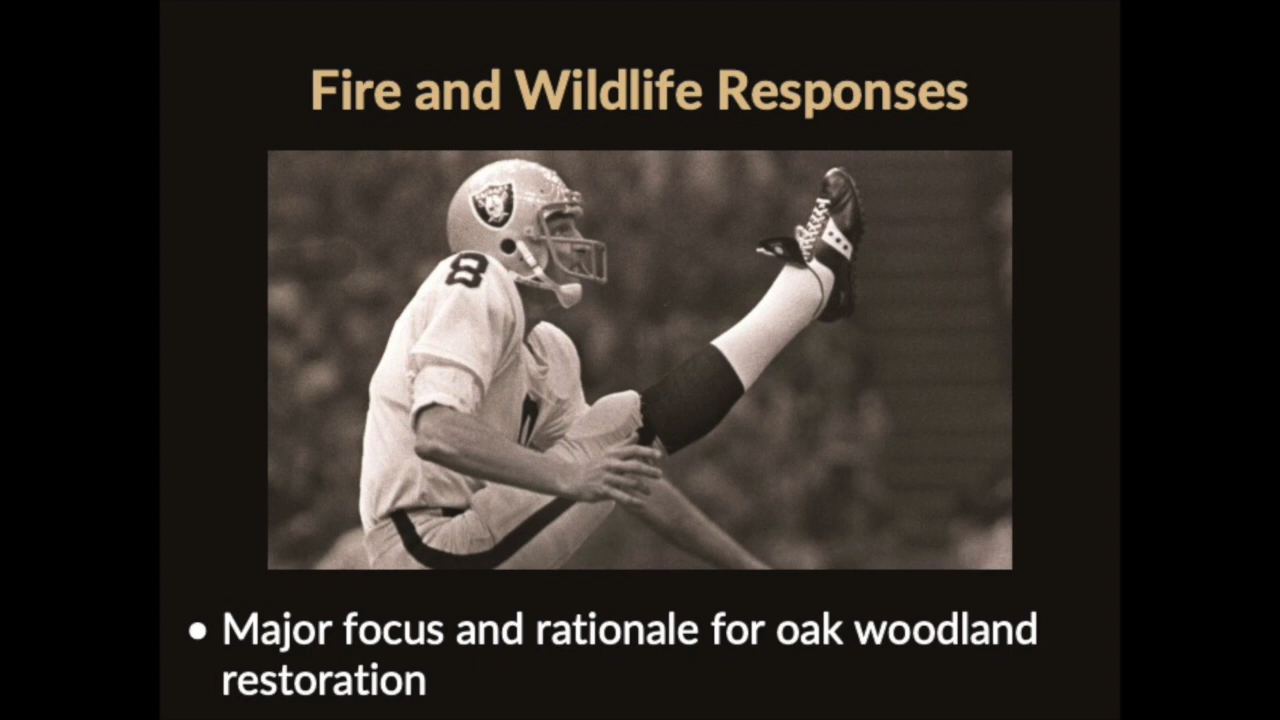 Fire and Wildlife Responses
8
• Major focus and rationale for oak woodland
restoration